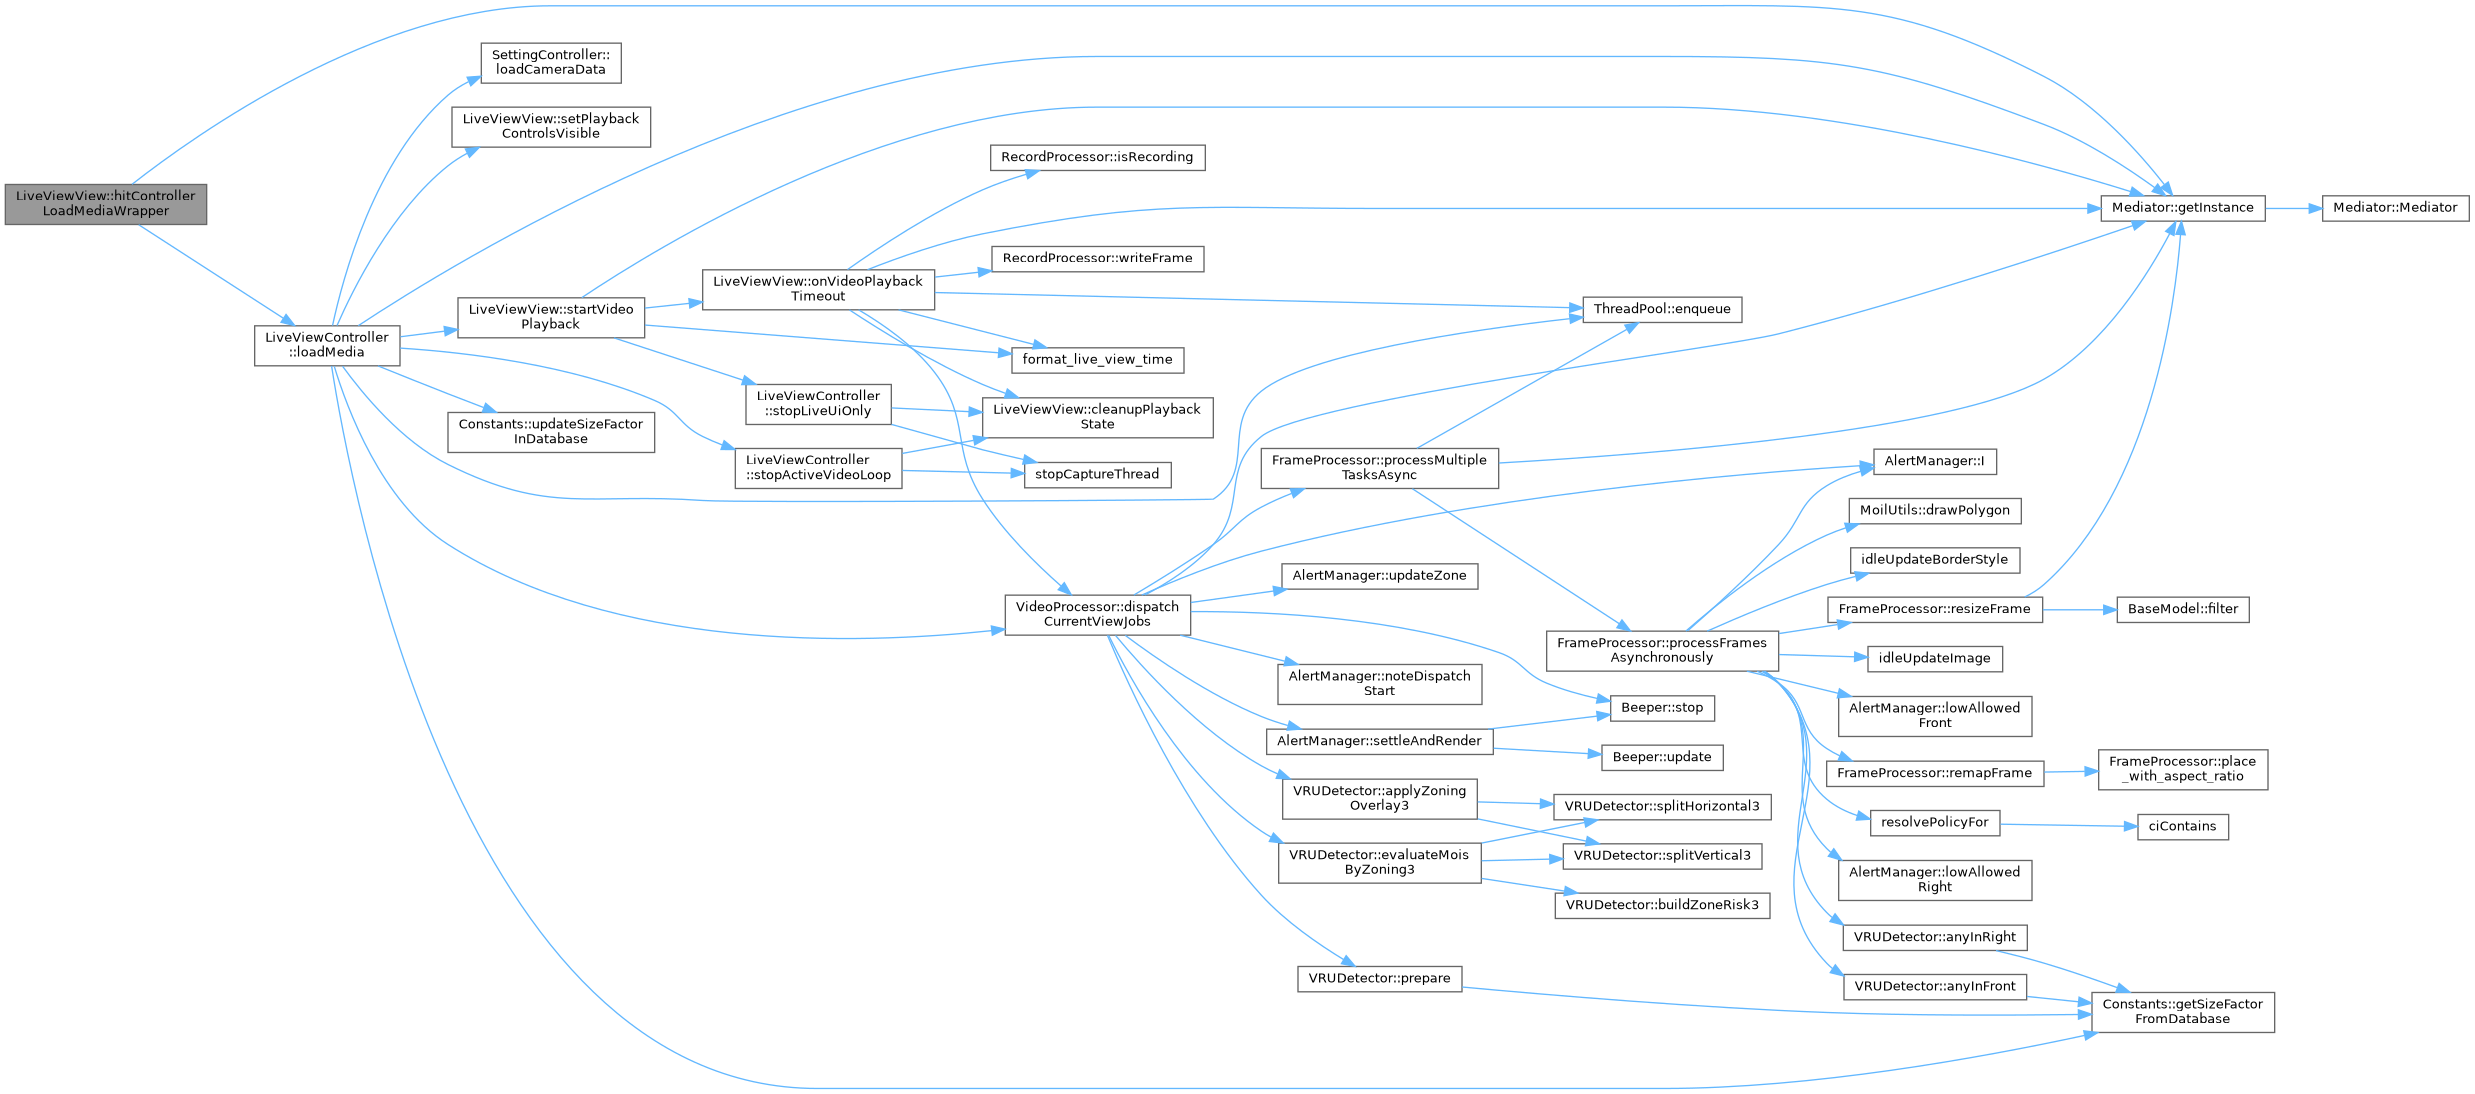 LiveViewView::hitController
LoadMediaWrapper
LiveViewController
::loadMedia
SettingController::
loadCameraData
LiveViewView::setPlayback
ControlsVisible
LiveViewView::startVideo
Playback
Constants::updateSizeFactor
InDatabase
LiveViewView::onVideoPlayback
Timeout
LiveViewController
::stopLiveUiOnly
LiveViewController
::stopActiveVideoLoop
RecordProcessor::isRecording
RecordProcessor::writeFrame
format_live_view_time
LiveViewView::cleanupPlayback
State
stopCaptureThread
VideoProcessor::dispatch
CurrentViewJobs
FrameProcessor::processMultiple
TasksAsync
AlertManager::updateZone
AlertManager::noteDispatch
Start
AlertManager::settleAndRender
VRUDetector::applyZoning
Overlay3
VRUDetector::evaluateMois
ByZoning3
VRUDetector::prepare
ThreadPool::enqueue
FrameProcessor::processFrames
Asynchronously
Beeper::stop
Beeper::update
VRUDetector::splitHorizontal3
VRUDetector::splitVertical3
VRUDetector::buildZoneRisk3
AlertManager::I
MoilUtils::drawPolygon
idleUpdateBorderStyle
FrameProcessor::resizeFrame
idleUpdateImage
AlertManager::lowAllowed
Front
FrameProcessor::remapFrame
resolvePolicyFor
AlertManager::lowAllowed
Right
VRUDetector::anyInRight
VRUDetector::anyInFront
Mediator::getInstance
BaseModel::filter
FrameProcessor::place
_with_aspect_ratio
ciContains
Constants::getSizeFactor
FromDatabase
Mediator::Mediator